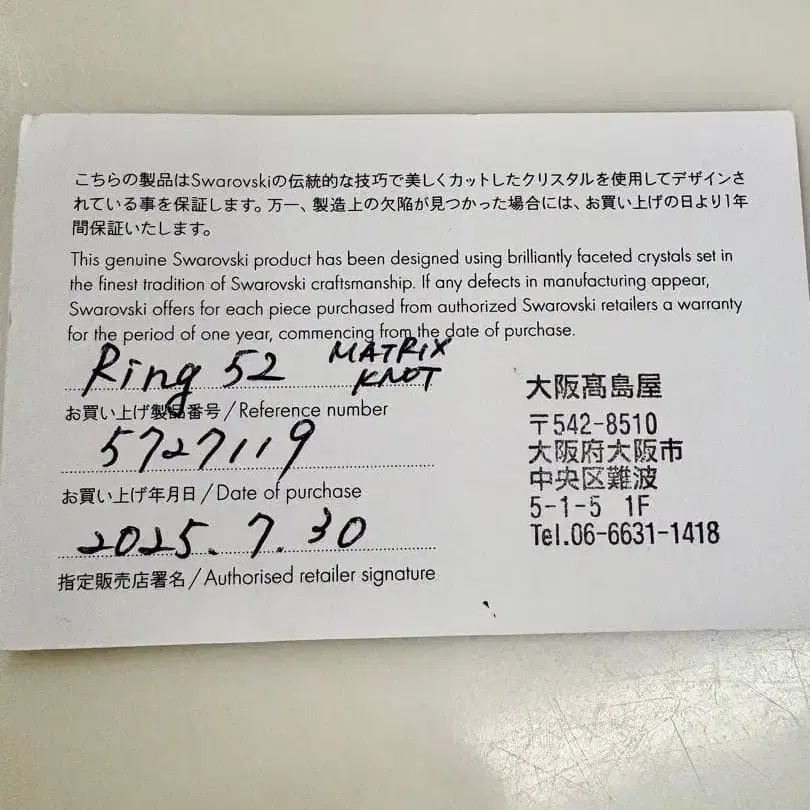 こちらの製品はSwarovskiの伝統的な技巧で美しくカットしたクリスタルを使用してデザインさ
れている事を保証します。万一、製造上の欠陥が見つかった場合には、お買い上げの日より1年
間保証いたします。
This genuine Swarovski product has been designed using brilliantly faceted crystals set in
the finest tradition of Swarovski craftsmanship. If any defects in manufacturing appear,
Swarovski offers for each piece purchased from authorized Swarovski retailers a warranty
for the period of one year, commencing from the date of purchase.
Ring 52 MATRIX
KNOT
お買い上げ製品番号/Reference number
5727119
お買い上げ年月日/Date of purchase
2025.7.30
指定販売店署名/Authorised retailer signature
大阪髙島屋
〒542-8510
大阪府大阪市
中央区難波
5-1-5 1F
Tel.06-6631-1418